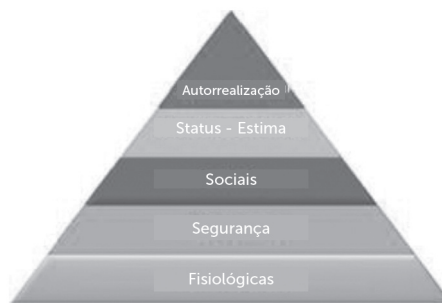 Autorrealização
Status - Estima
Sociais
Segurança
Fisiológicas